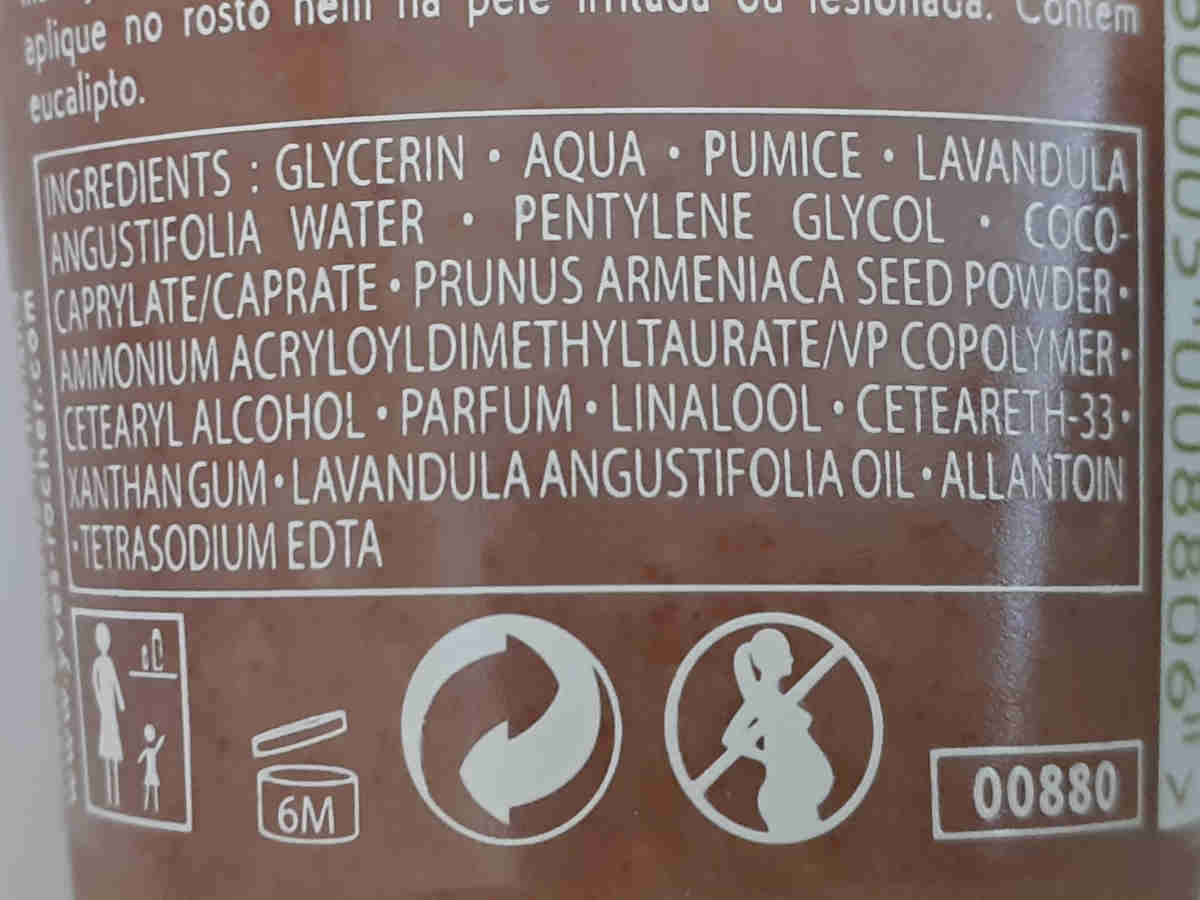 aplique no rosto nem na pele irritada ou lesionada. Contém
eucalipto.
INGREDIENTS : GLYCERIN • AQUA • PUMICE • LAVANDULA
ANGUSTIFOLIA WATER • PENTYLENE GLYCOL • COCO-
CAPRYLATE/CAPRATE • PRUNUS ARMENIACA SEED POWDER •
AMMONIUM ACRYLOYLDIMETHYLTAURATE/VP COPOLYMER •
CETEARYL ALCOHOL • PARFUM • LINALOOL • CETEARETH-33 •
XANTHAN GUM • LAVANDULA ANGUSTIFOLIA OIL • ALLANTOIN
• TETRASODIUM EDTA
6M
00880